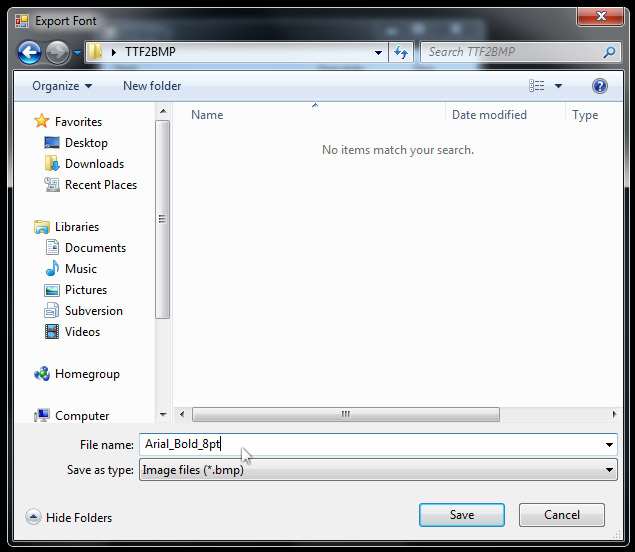 Export Font
TTF2BMP
Search TTF2BMP
Organize
New folder
Name
Date modified
Type
No items match your search.
Favorites
Desktop
Downloads
Recent Places
Libraries
Documents
Music
Pictures
Subversion
Videos
Homegroup
Computer
File name: Arial_Bold_8pt
Save as type: Image files (*.bmp)
Hide Folders
Save
Cancel